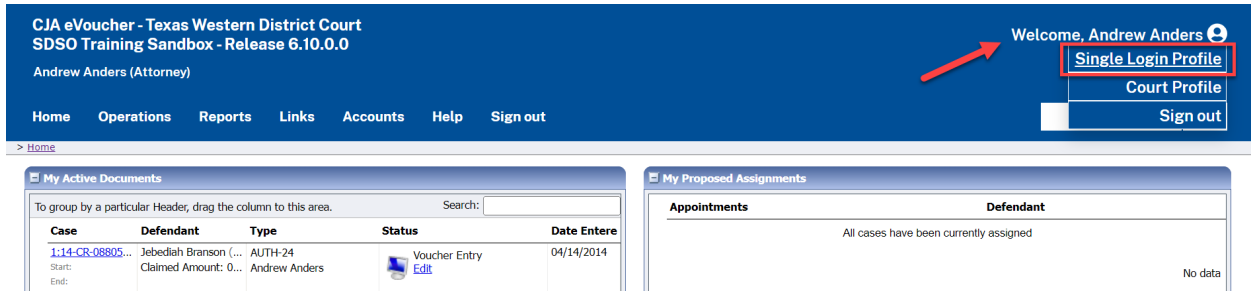 CJA eVoucher - Texas Western District Court
SDSO Training Sandbox - Release 6.10.0.0
Andrew Anders (Attorney)
Welcome, Andrew Anders
Single Login Profile
Court Profile
Sign out
Home Operations Reports Links Accounts Help Sign out
> Home
My Active Documents
To group by a particular Header, drag the column to this area. Search:
Case Defendant Type Status Date Entere
1:14-CR-08805... Jebediah Branson (... AUTH-24 Voucher Entry 04/14/2014
Start: Claimed Amount: 0... Andrew Anders Edit
End:
My Proposed Assignments
Appointments Defendant
All cases have been currently assigned
No data